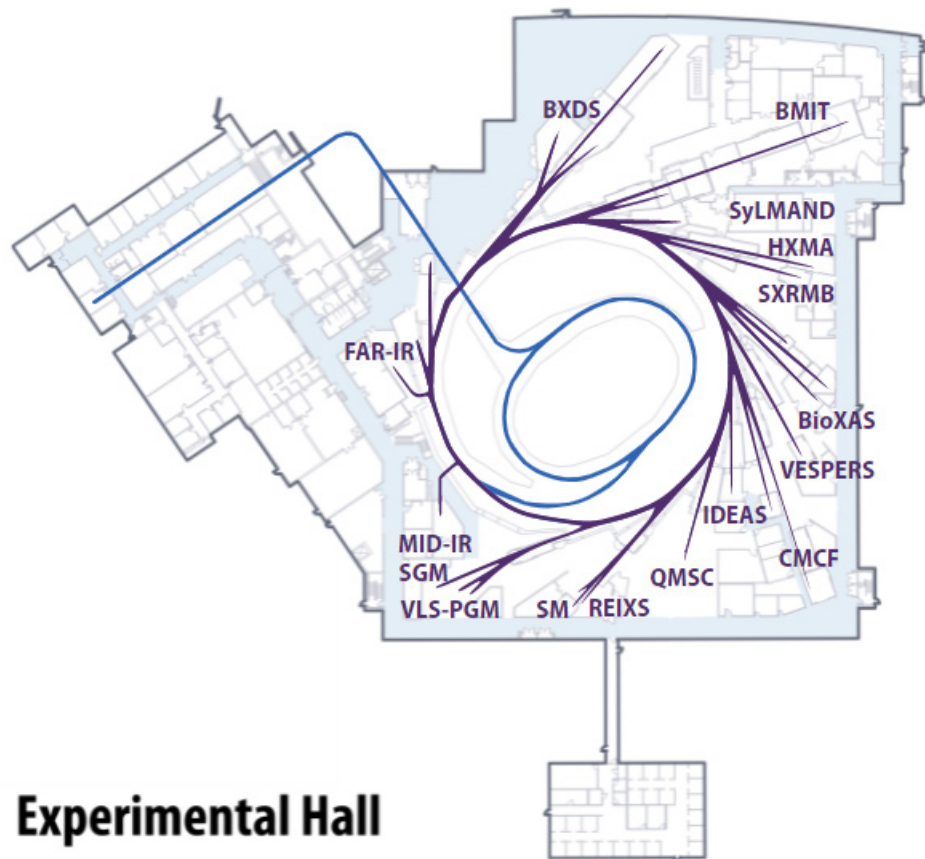 BXDS
BMIT
SyLMAND
HXMA
SXRMB
FAR-IR
BioXAS
VESPERS
IDEAS
MID-IR
CMCF
SGM
QMSC
VLS-PGM
SM
REIXS
Experimental Hall